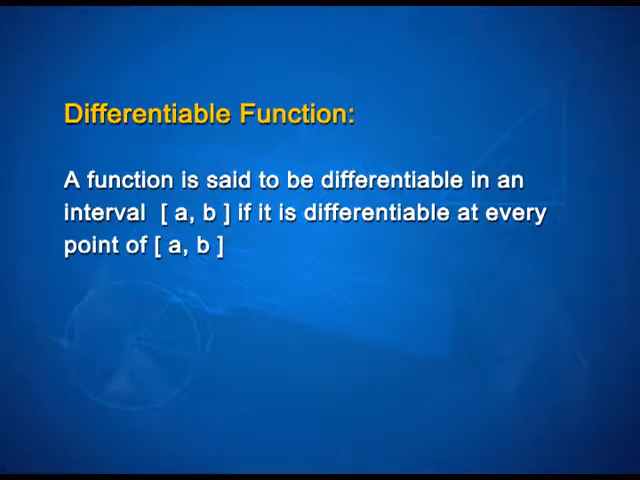 Differentiable Function:
A function is said to be differentiable in an
interval [ a, b ] if it is differentiable at every
point of [ a, b ]